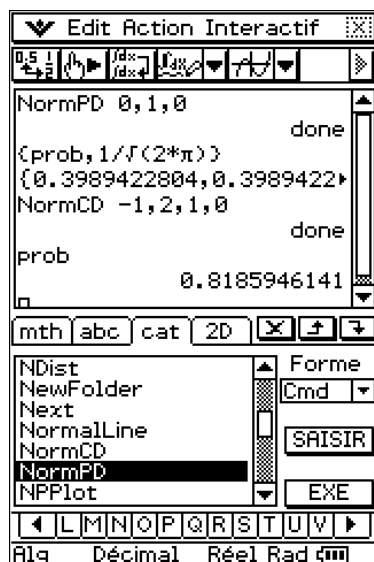 Edit Action Interactif
NormPD 0,1,0
done
{prob,1/√(2*π)}
{0.3989422804,0.3989422
NormCD -1,2,1,0
done
prob
0.8185946141
mth abc cat 2D
NDist
NewFolder
Next
NormalLine
NormCD
NormPD
NPPlot
Forme
Cmd
SAISIR
EXE
L M N O P Q R S T U V
Alg Décimal Réel Rad